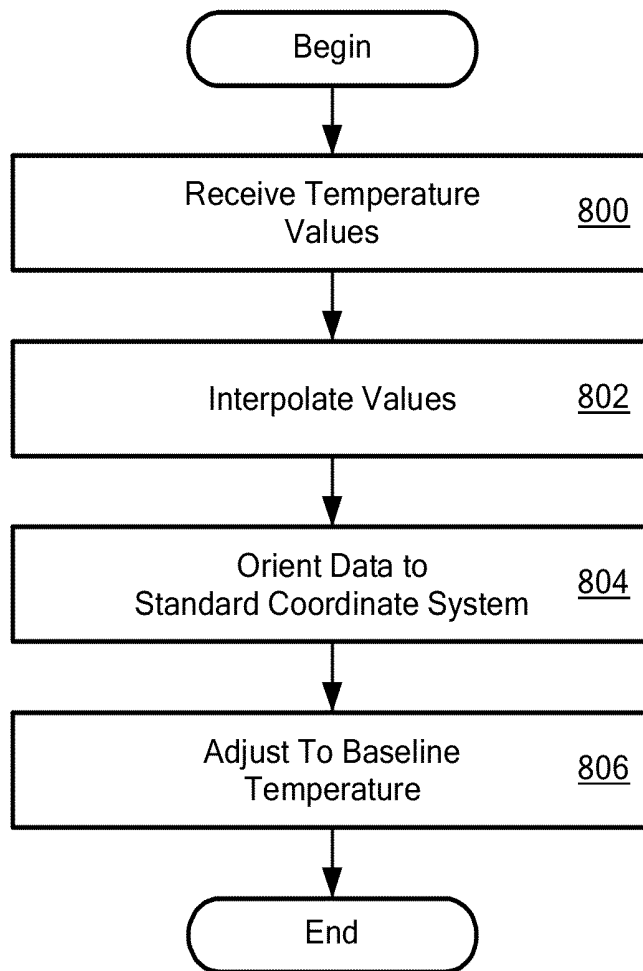 Begin
Receive Temperature
Values
800
Interpolate Values 802
Orient Data to
Standard Coordinate System
804
Adjust To Baseline
Temperature
806
End